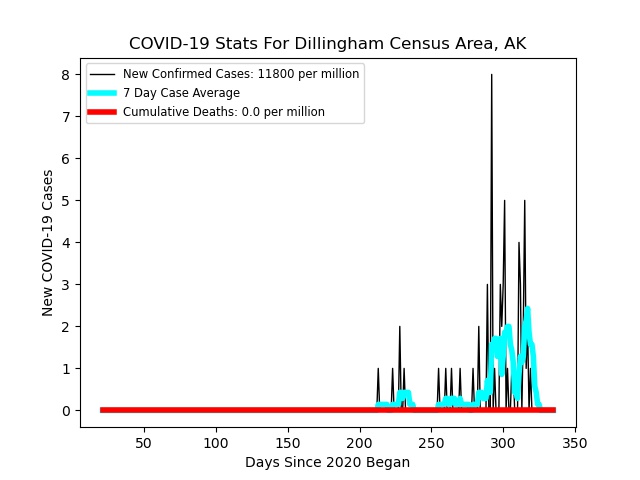 COVID-19 Stats For Dillingham Census Area, AK
New Confirmed Cases: 11800 per million
7 Day Case Average
Cumulative Deaths: 0.0 per million
New COVID-19 Cases
8
7
6
5
4
3
2
1
0
50 100 150 200 250 300 350
Days Since 2020 Began